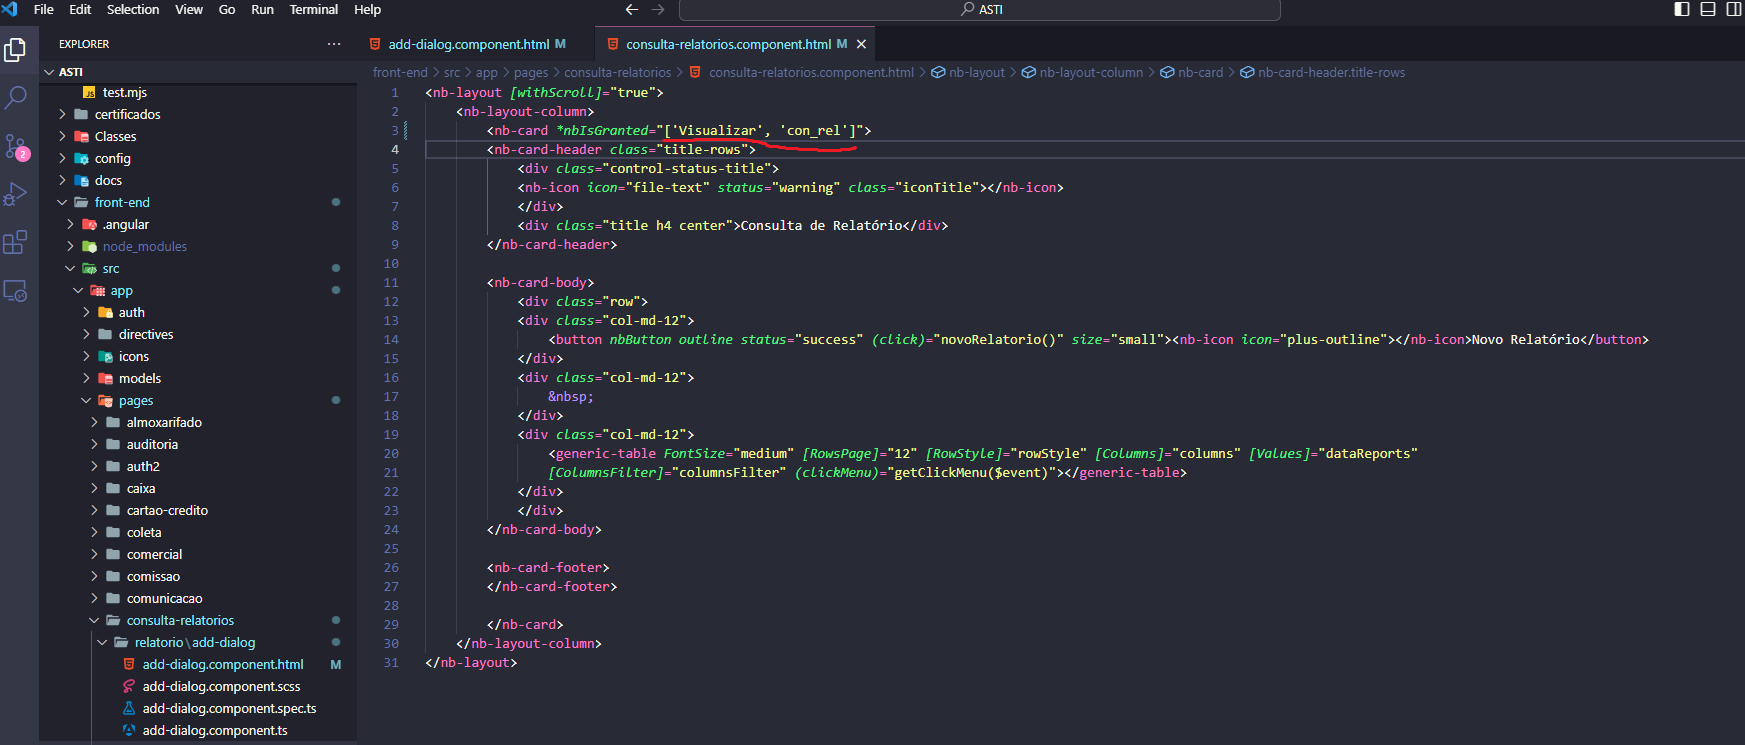 File Edit Selection View Go Run Terminal Help
ASTI
EXPLORER
ASTI
test.mjs
certificados
Classes
config
docs
front-end
.angular
node_modules
src
app
auth
directives
icons
models
pages
almoxarifado
auditoria
auth2
caixa
cartao-credito
coleta
comercial
comissao
comunicacao
consulta-relatorios
relatorio\add-dialog
add-dialog.component.html M
add-dialog.component.scss
add-dialog.component.spec.ts
add-dialog.component.ts
2
add-dialog.component.html M
consulta-relatorios.component.html M
front-end > src > app > pages > consulta-relatorios > consulta-relatorios.component.html > nb-layout > nb-layout-column > nb-card > nb-card-header.title-rows
1 <nb-layout [withScroll]="true">
2 <nb-layout-column>
3 <nb-card *nbIsGranted="['Visualizar', 'con_rel']">
4 <nb-card-header class="title-rows">
5 <div class="control-status-title">
6 <nb-icon icon="file-text" status="warning" class="iconTitle"></nb-icon>
7 </div>
8 <div class="title h4 center">Consulta de Relatório</div>
9 </nb-card-header>
10
11 <nb-card-body>
12 <div class="row">
13 <div class="col-md-12">
14 <button nbButton outline status="success" (click)="novoRelatorio()" size="small"><nb-icon icon="plus-outline"></nb-icon>Novo Relatório</button>
15 </div>
16 <div class="col-md-12">
17 &nbsp;
18 </div>
19 <div class="col-md-12">
20 <generic-table FontSize="medium" [RowsPage]="12" [RowStyle]="rowStyle" [Columns]="columns" [Values]="dataReports"
21 [ColumnsFilter]="columnsFilter" (clickMenu)="getClickMenu($event)"></generic-table>
22 </div>
23 </div>
24 </nb-card-body>
25
26 <nb-card-footer>
27 </nb-card-footer>
28
29 </nb-card>
30 </nb-layout-column>
31 </nb-layout>